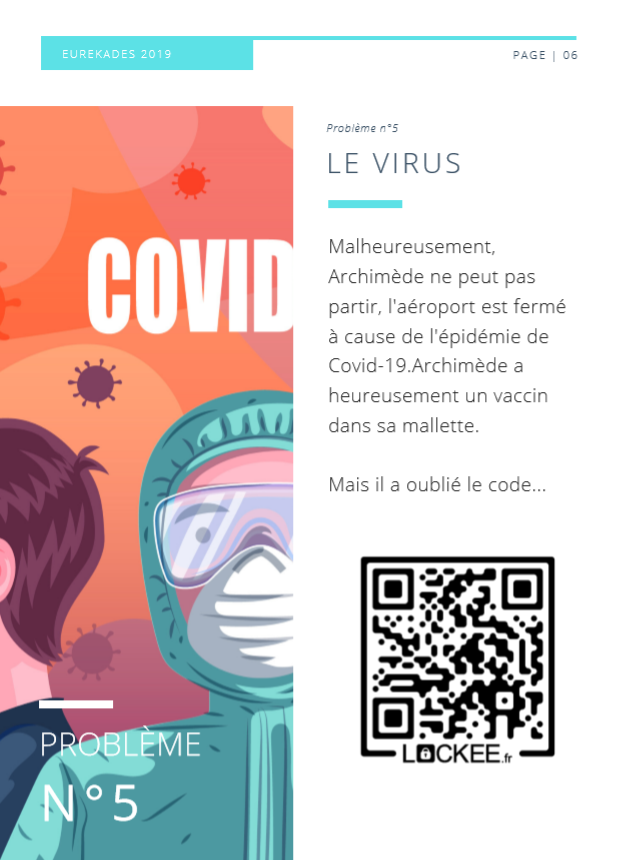 EUREKADES 2019
PAGE | 06
COVID
PROBLÈME
N°5
Problème n°5
LE VIRUS
Malheureusement,
Archimède ne peut pas
partir, l'aéroport est fermé
à cause de l'épidémie de
Covid-19.Archimède a
heureusement un vaccin
dans sa mallette.
Mais il a oublié le code...
LOCKEE.fr